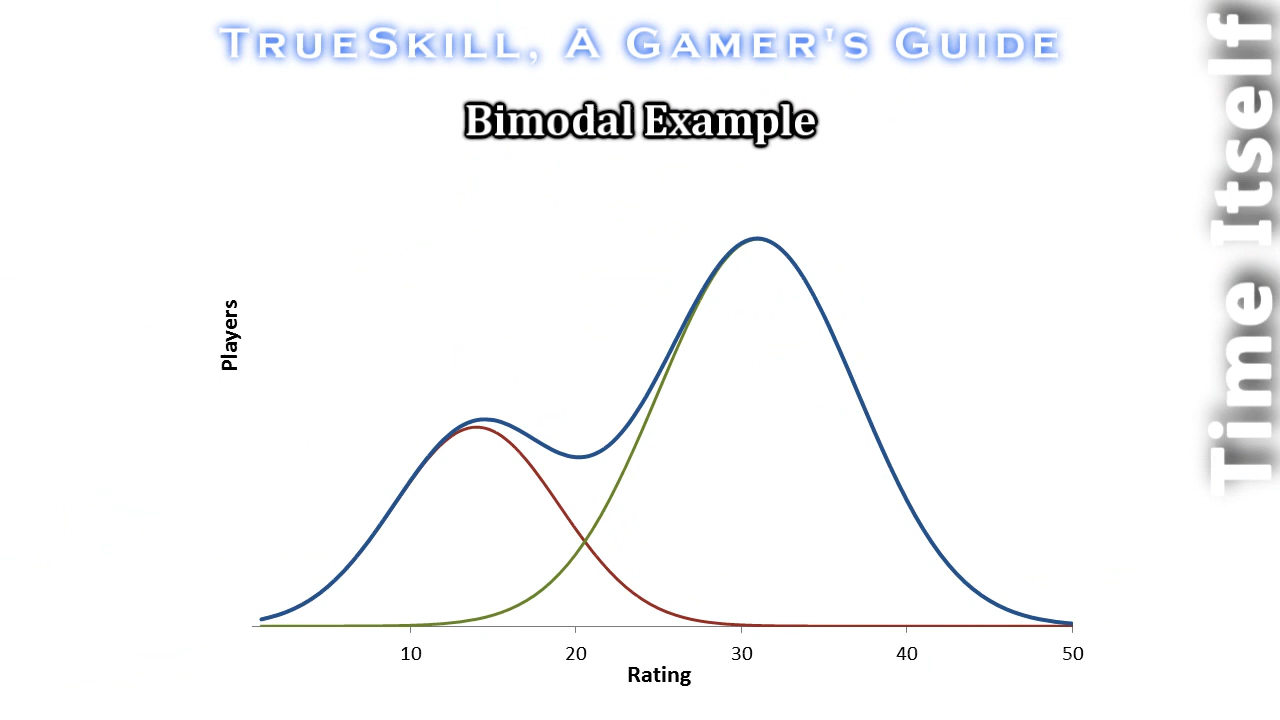 TrueSkill, A Gamer's Guide
Bimodal Example
Time Itself
Players
10 20 30 40 50
Rating